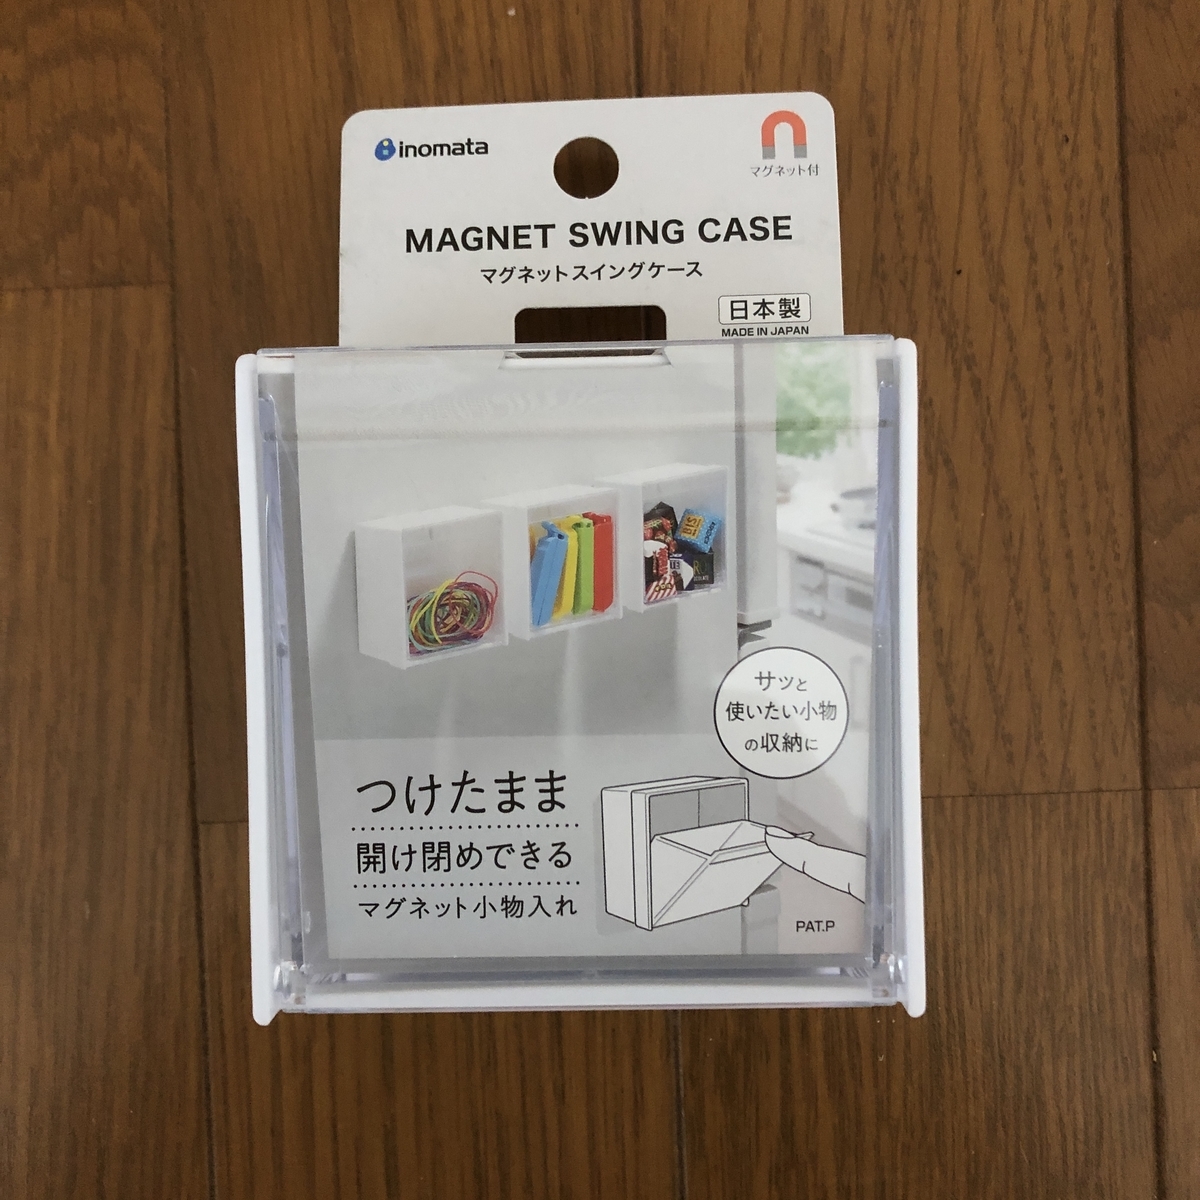 inomata
マグネット付
MAGNET SWING CASE
マグネットスイングケース
日本製
MADE IN JAPAN
サッと
使いたい小物
の収納に
つけたまま
開け閉めできる
マグネット小物入れ
PAT.P